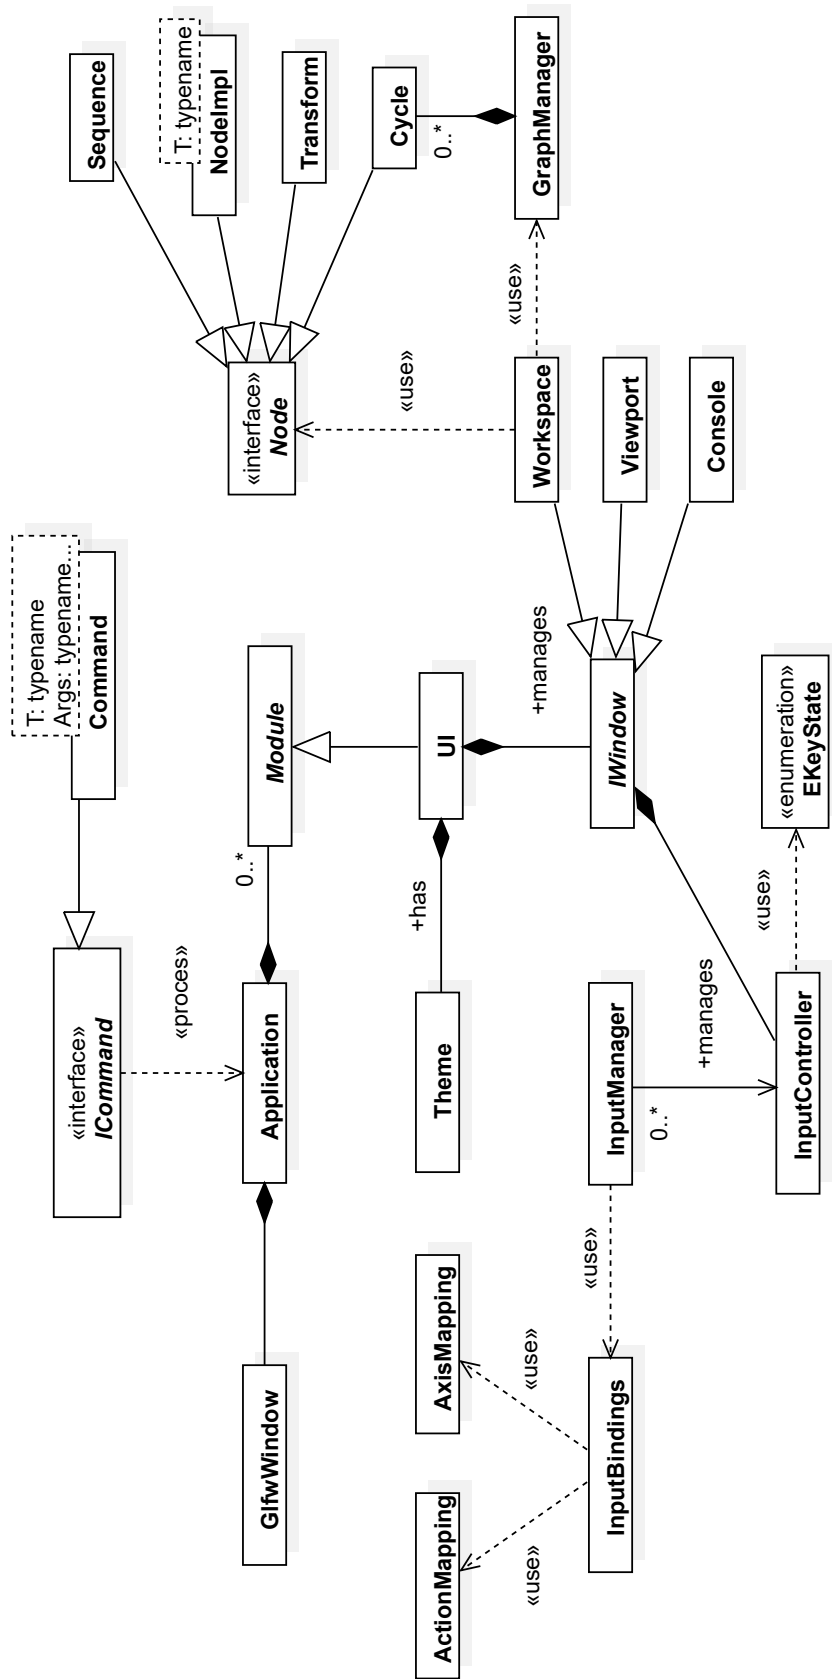 T: typename
Args: typename...
Command
«interface»
ICommand
«proces»
T: typename
NodeImpl
Sequence
Transform
Cycle
0..*
GraphManager
«interface»
Node
«use»
«use»
Workspace
Viewport
Console
GlfwWindow
Application
0..*
Module
ActionMapping
AxisMapping
Theme
+has
UI
+manages
«use»
«use»
InputBindings
«use»
InputManager
0..*
+manages
IWindow
InputController
«use»
«enumeration»
EKeyState